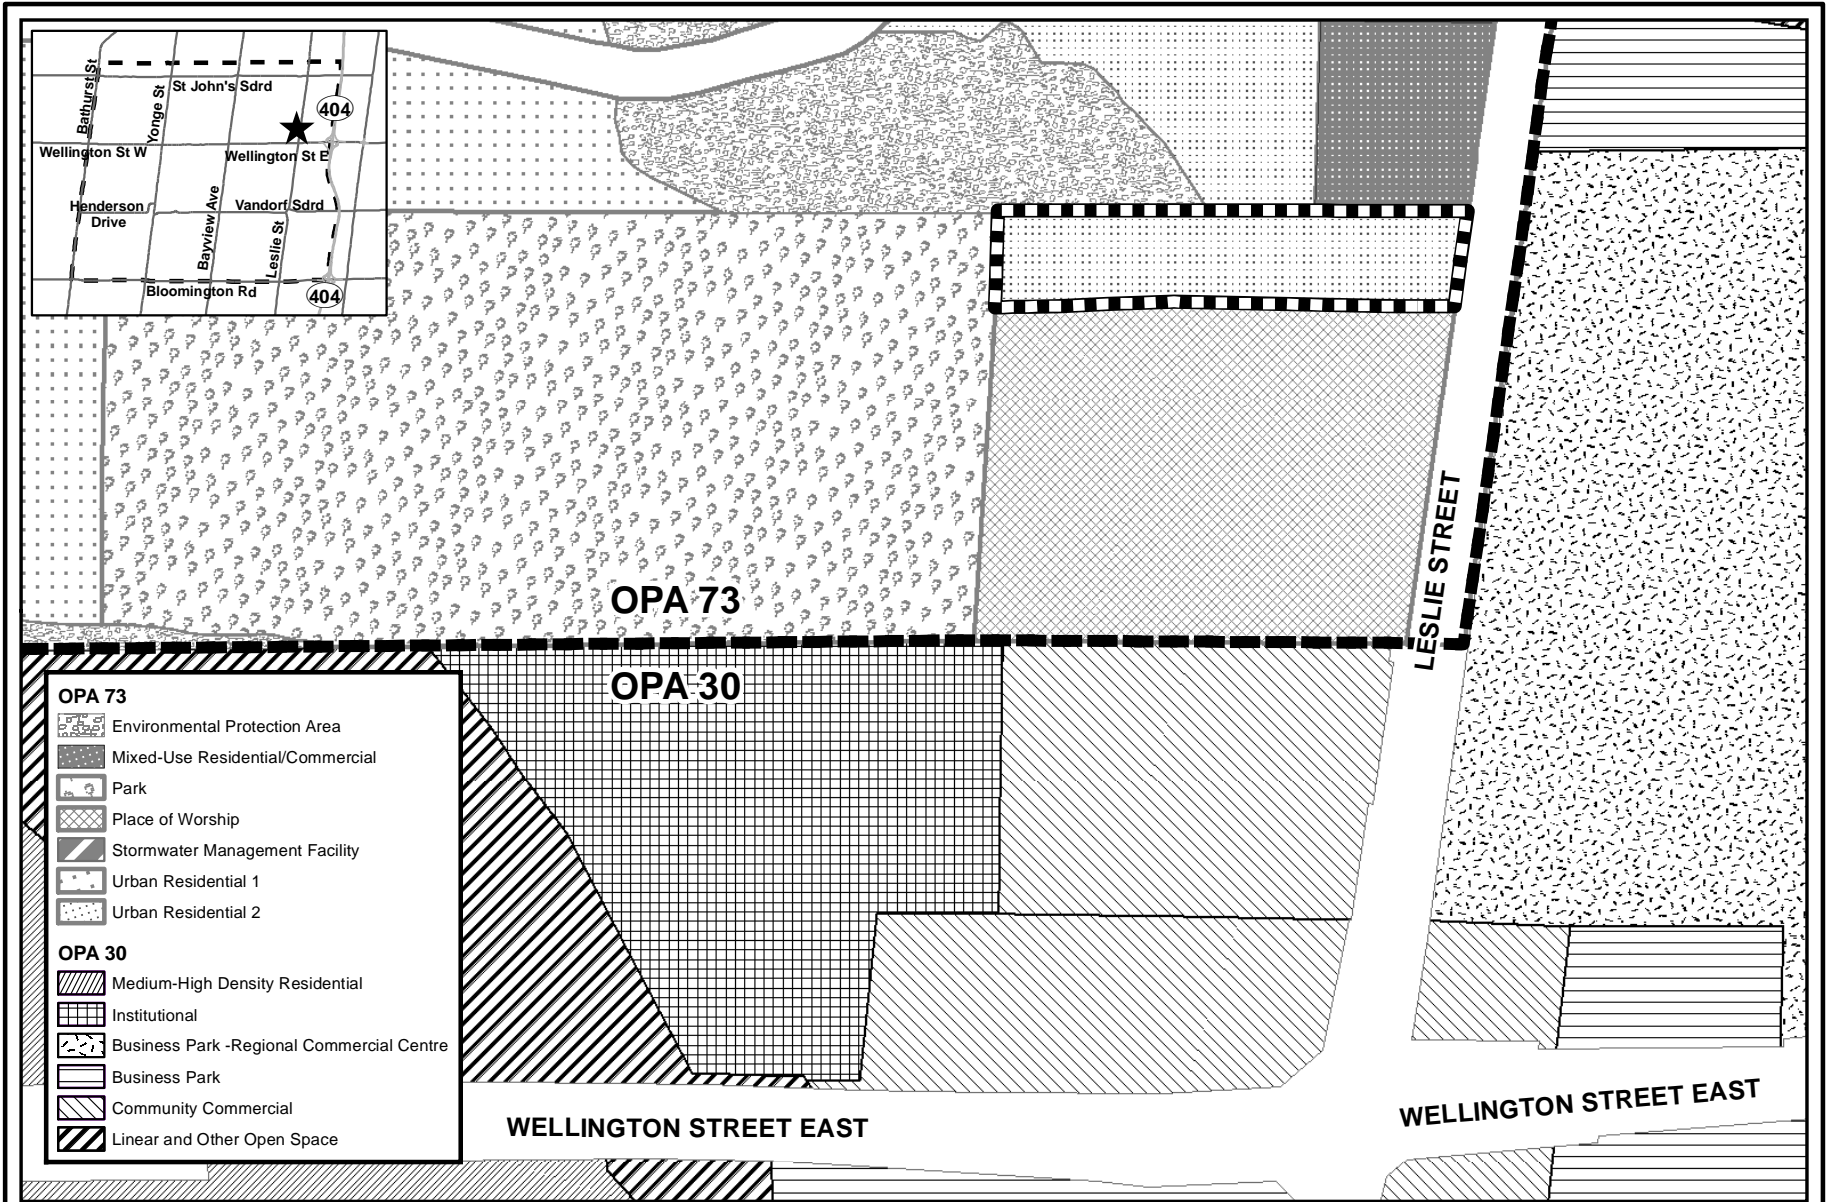 Bathurst St
Yonge St
St John's Sdrd
404
Wellington St W
Wellington St E
Henderson
Drive
Bayview Ave
Vandorf Sdrd
Leslie St
Bloomington Rd
404
OPA 73
OPA 30
LESLIE STREET
OPA 73
Environmental Protection Area
Mixed-Use Residential/Commercial
Park
Place of Worship
Stormwater Management Facility
Urban Residential 1
Urban Residential 2
OPA 30
Medium-High Density Residential
Institutional
Business Park -Regional Commercial Centre
Business Park
Community Commercial
Linear and Other Open Space
WELLINGTON STREET EAST
WELLINGTON STREET EAST